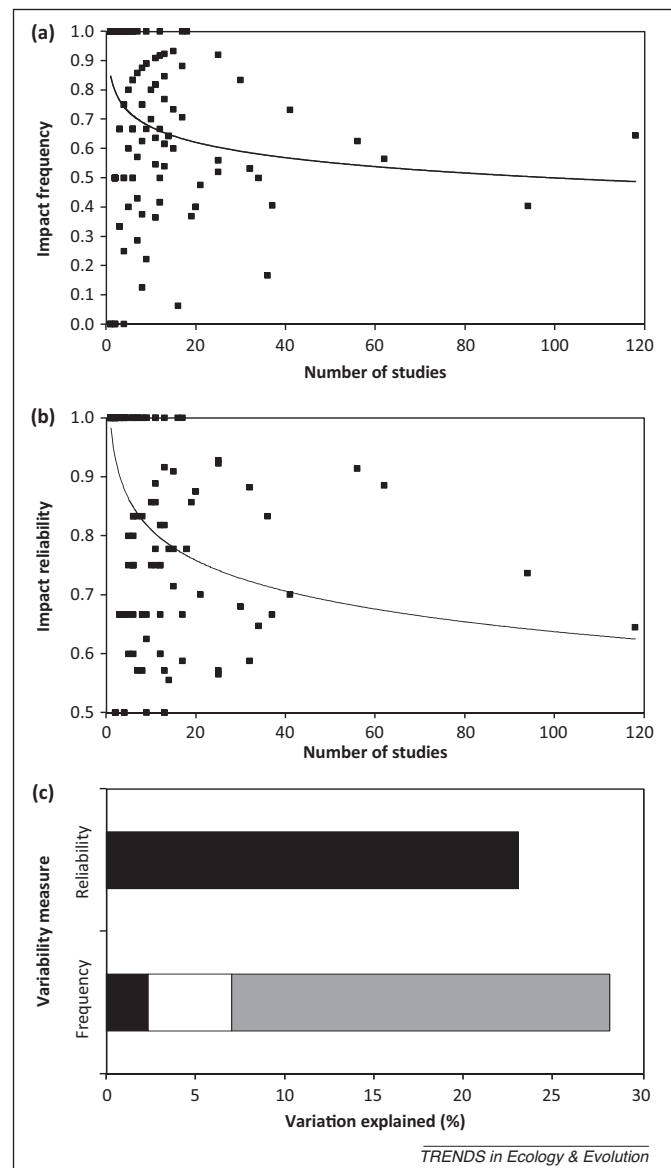 (a)
1.0
0.9
0.8
0.7
0.6
0.5
0.4
0.3
0.2
0.1
0.0
Impact frequency
0 20 40 60 80 100 120
Number of studies
(b)
1.0
0.9
0.8
0.7
0.6
0.5
Impact reliability
0 20 40 60 80 100 120
Number of studies
(c)
Variability measure
Reliability
Frequency
0 5 10 15 20 25 30
Variation explained (%)
TRENDS in Ecology & Evolution